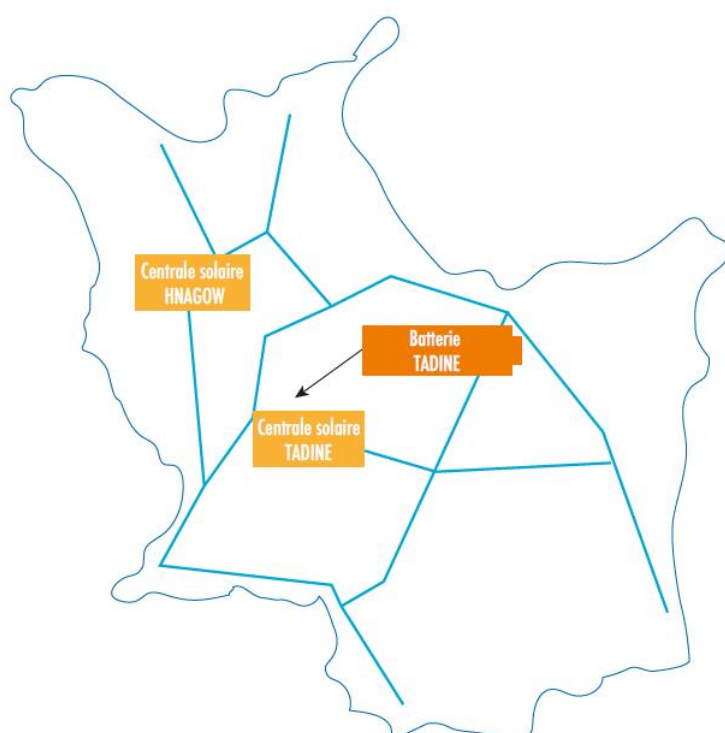 Centrale solaire
HNAGOW
Batterie
TADINE
Centrale solaire
TADINE